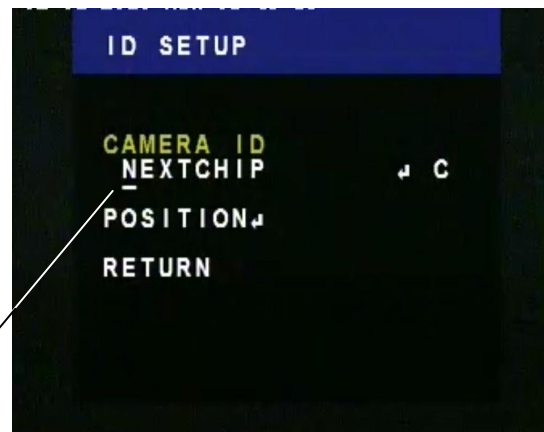 ID SETUP
CAMERA ID
NEXTCHIP ↲ C
POSITION↲
RETURN